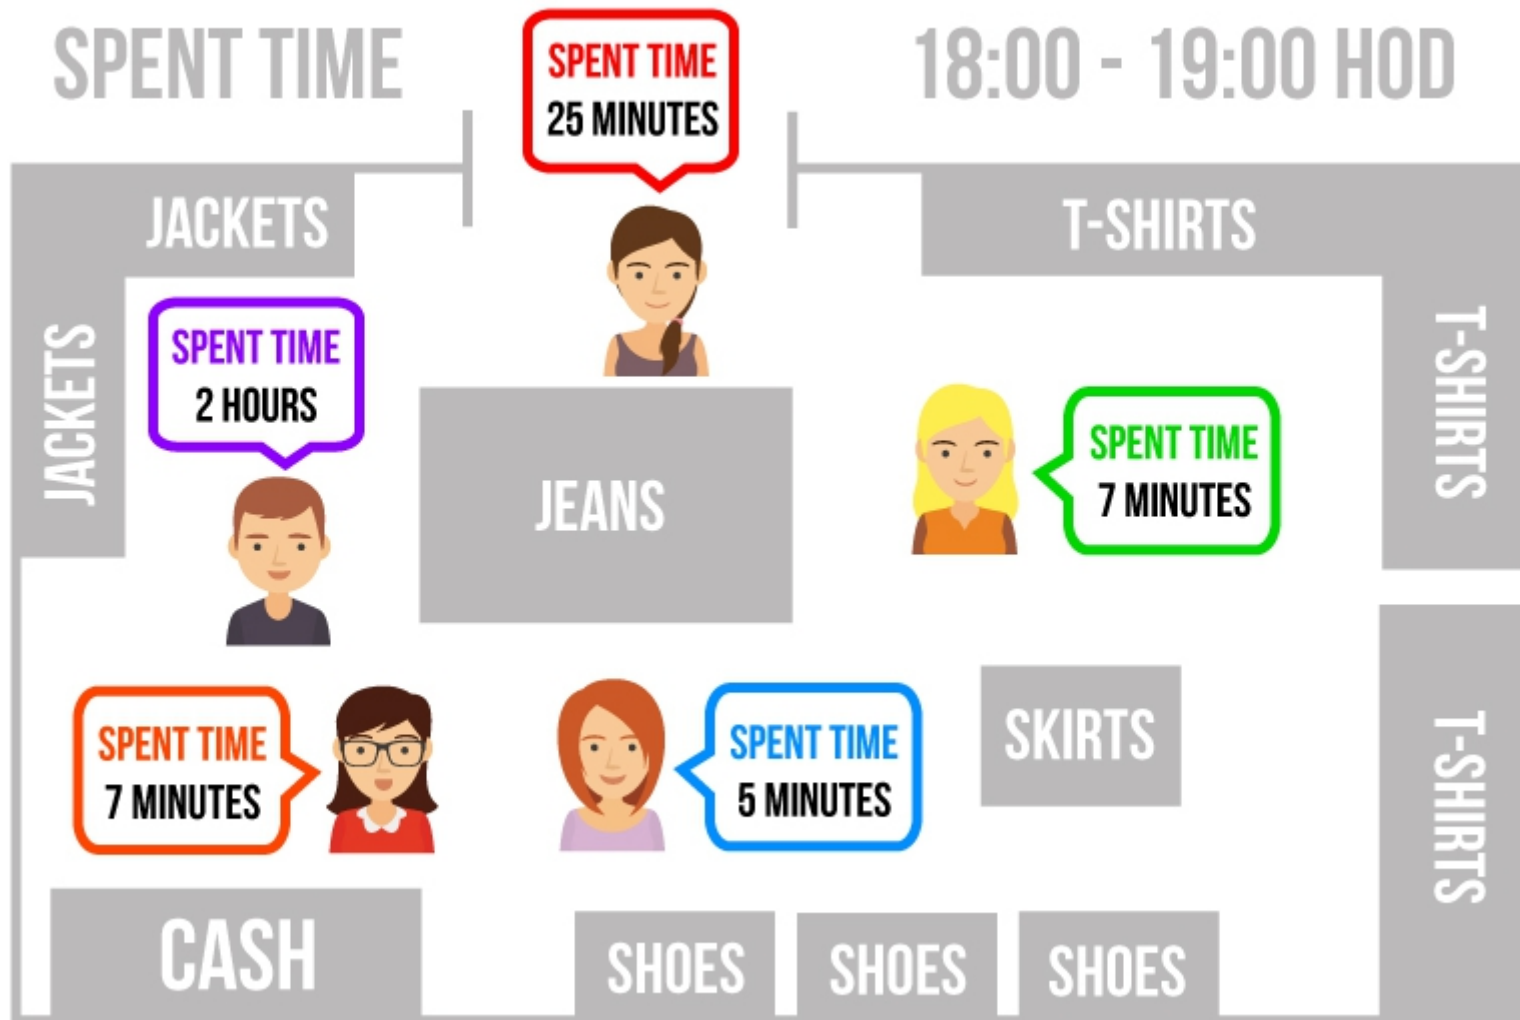 SPENT TIME
18:00 - 19:00 HOD
SPENT TIME
25 MINUTES
JACKETS
T-SHIRTS
JACKETS
SPENT TIME
2 HOURS
T-SHIRTS
JEANS
SPENT TIME
7 MINUTES
SPENT TIME
7 MINUTES
SPENT TIME
5 MINUTES
SKIRTS
T-SHIRTS
CASH
SHOES
SHOES
SHOES